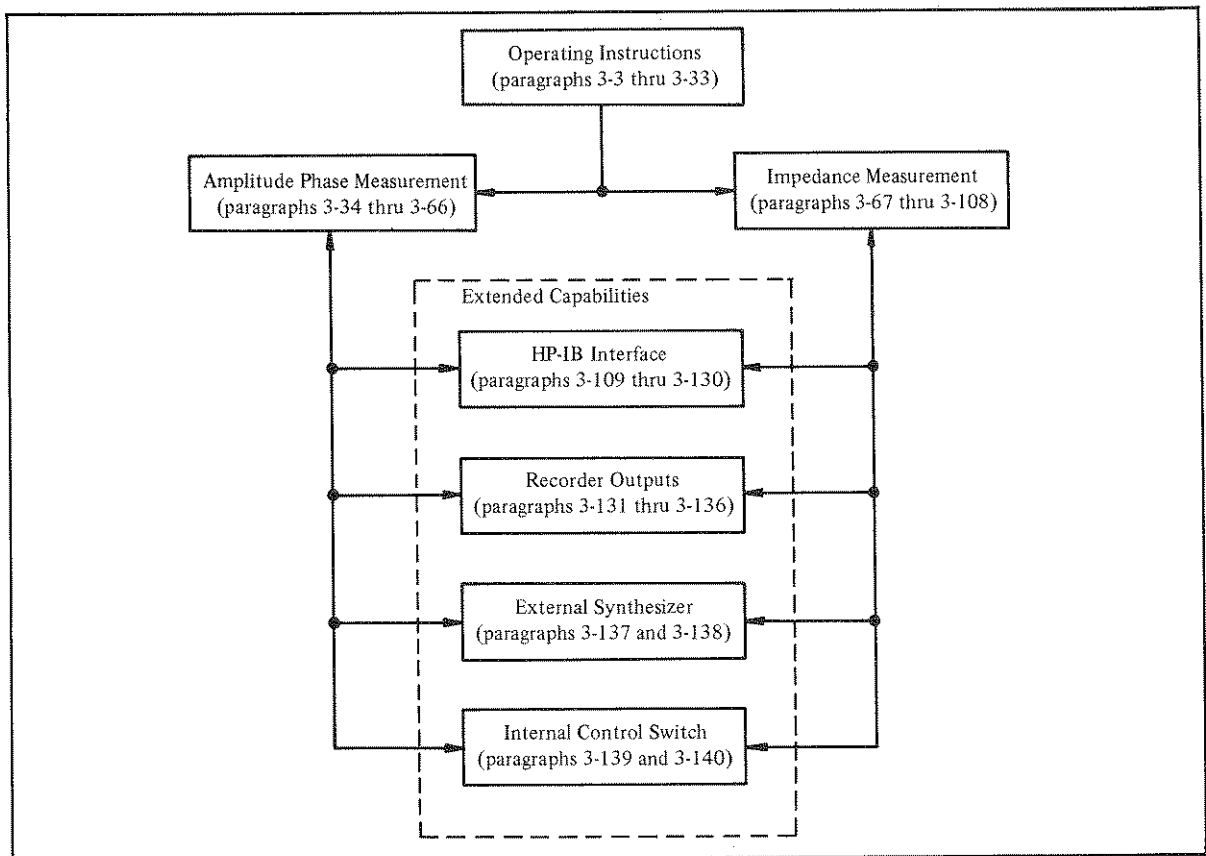 Operating Instructions
(paragraphs 3-3 thru 3-33)
Amplitude Phase Measurement
(paragraphs 3-34 thru 3-66)
Impedance Measurement
(paragraphs 3-67 thru 3-108)
Extended Capabilities
HP-IB Interface
(paragraphs 3-109 thru 3-130)
Recorder Outputs
(paragraphs 3-131 thru 3-136)
External Synthesizer
(paragraphs 3-137 and 3-138)
Internal Control Switch
(paragraphs 3-139 and 3-140)